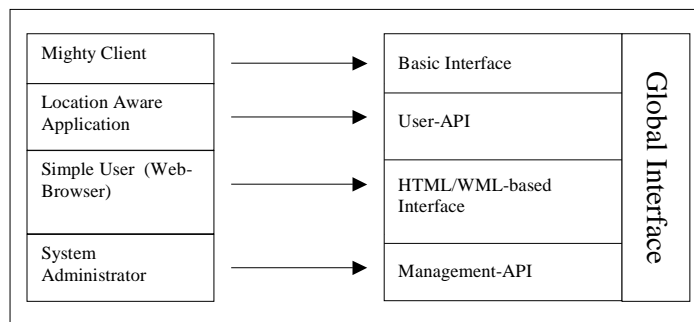 Mighty Client
Location Aware
Application
Simple User (Web-
Browser)
System
Administrator
Basic Interface
User-API
HTML/WML-based
Interface
Management-API
Global Interface